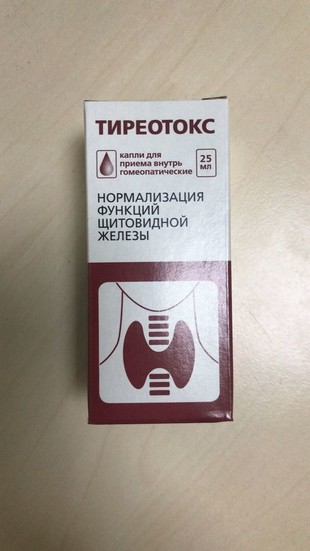 ТИРЕОТОКС
капли для
приема внутрь
гомеопатические
25
мл
НОРМАЛИЗАЦИЯ
ФУНКЦИЙ
ЩИТОВИДНОЙ
ЖЕЛЕЗЫ